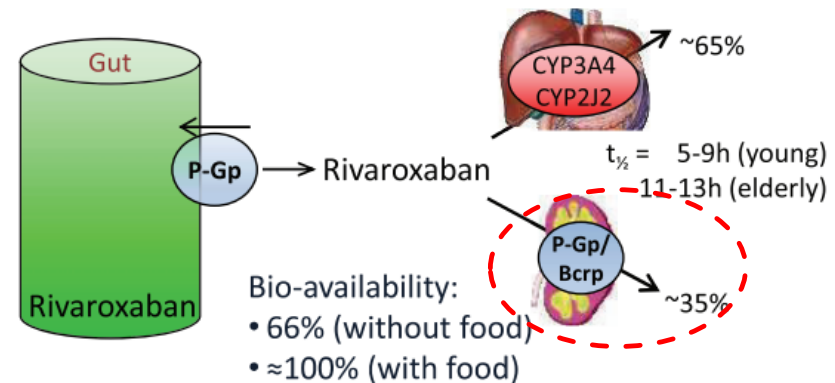 Gut
P-Gp
Rivaroxaban
Rivaroxaban
CYP3A4
CYP2J2
~65%
t½ = 5-9h (young)
11-13h (elderly)
P-Gp/
Bcrp
~35%
Bio-availability:
• 66% (without food)
• ≈100% (with food)